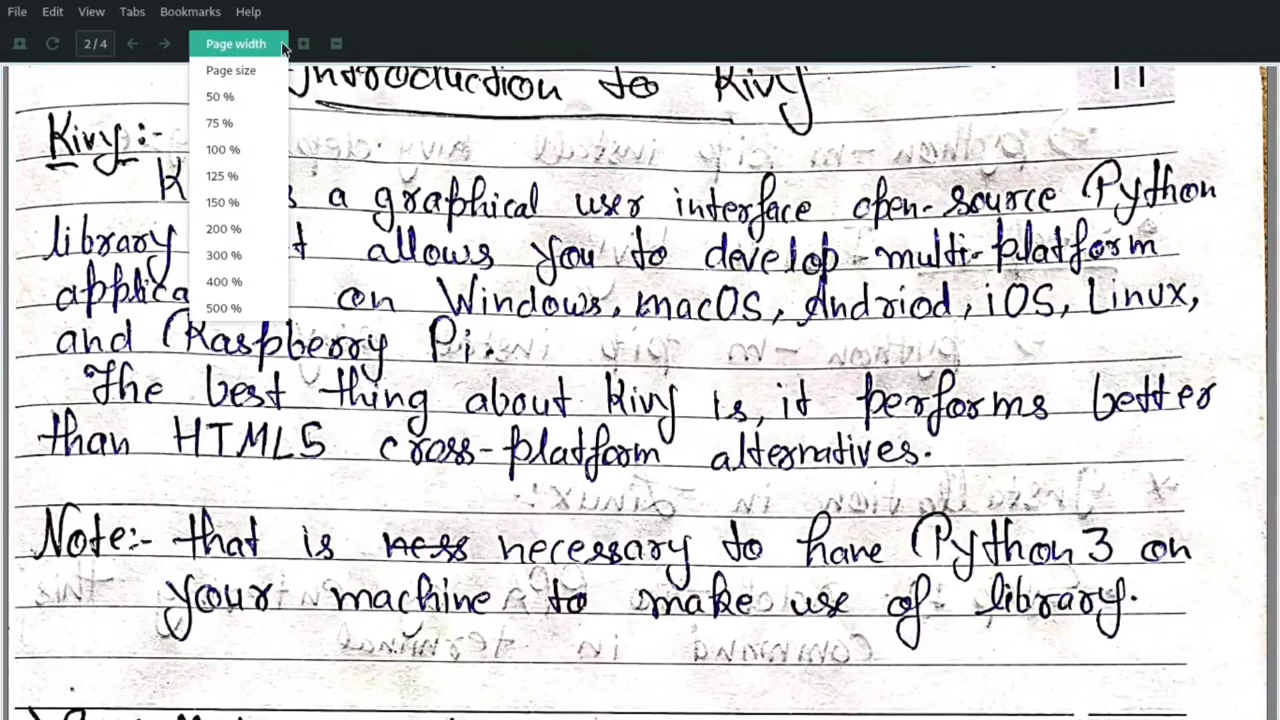 File Edit View Tabs Bookmarks Help
2 / 4 Page width
Page size
50 %
75 %
100 %
125 %
150 %
200 %
300 %
400 %
500 %
Introduction to Kivy
Kivy:-
a graphical user interface open-source Python
library allows you to develop multi-platform
on Windows, macOS, Andriod, iOS, Linux,
and Raspberry Pi.
The best thing about Kivy is, it performs better
than HTML5 cross-platform alternatives.
Note:- that is necessary to have Python 3 on
your machine to make use of library.